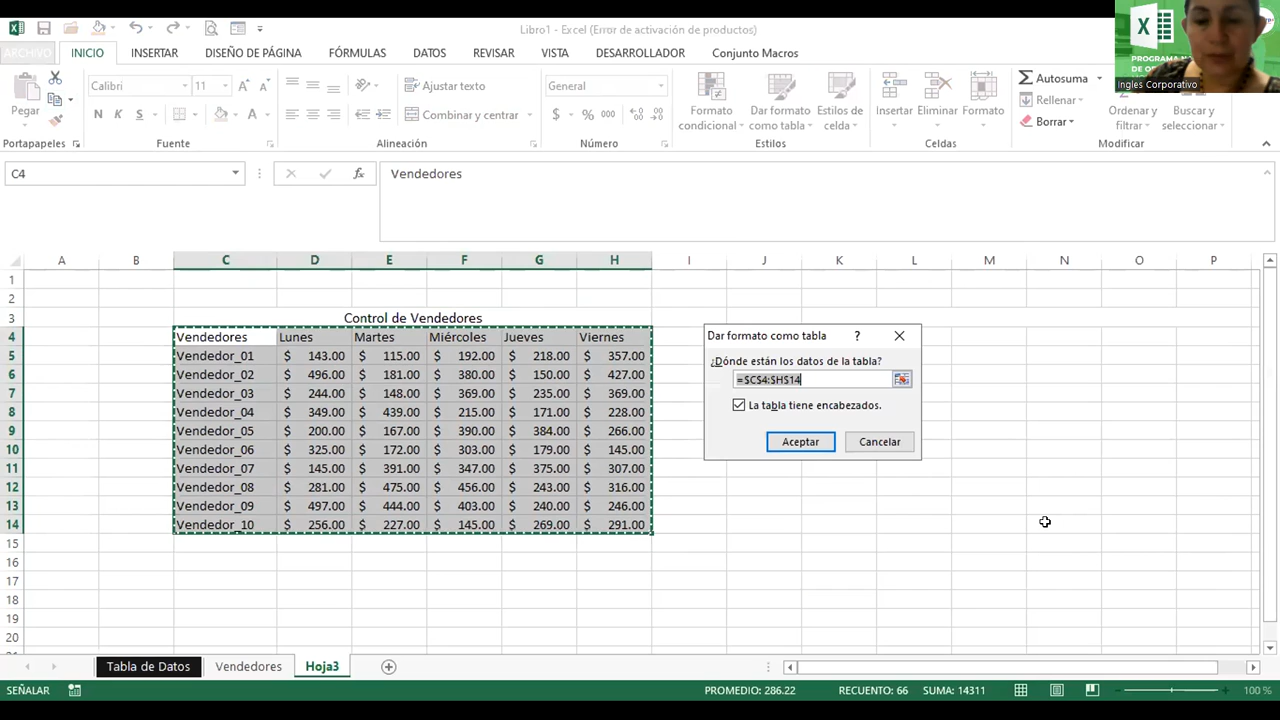 Libro1 - Excel (Error de activación de productos)
ARCHIVO INICIO INSERTAR DISEÑO DE PÁGINA FÓRMULAS DATOS REVISAR VISTA DESARROLLADOR Conjunto Macros
PROGRAMA
DE
Ingles Corporativo
Pegar
Calibri 11
N K S
Ajustar texto
Combinar y centrar
General
$ % 000
Formato condicional
Dar formato como tabla
Estilos de celda
Insertar
Eliminar
Formato
Autosuma
Rellenar
Borrar
Ordenar y filtrar
Buscar y seleccionar
Portapapeles Fuente Alineación Número Estilos Celdas Modificar
C4 fx Vendedores
A B C D E F G H I J K L M N O P
1
2
3 Control de Vendedores
4 Vendedores Lunes Martes Miércoles Jueves Viernes
5 Vendedor_01 $ 143.00 $ 115.00 $ 192.00 $ 218.00 $ 357.00
6 Vendedor_02 $ 496.00 $ 181.00 $ 380.00 $ 150.00 $ 427.00
7 Vendedor_03 $ 244.00 $ 148.00 $ 369.00 $ 235.00 $ 369.00
8 Vendedor_04 $ 349.00 $ 439.00 $ 215.00 $ 171.00 $ 228.00
9 Vendedor_05 $ 200.00 $ 167.00 $ 390.00 $ 384.00 $ 266.00
10 Vendedor_06 $ 325.00 $ 172.00 $ 303.00 $ 179.00 $ 145.00
11 Vendedor_07 $ 145.00 $ 391.00 $ 347.00 $ 375.00 $ 307.00
12 Vendedor_08 $ 281.00 $ 475.00 $ 456.00 $ 243.00 $ 316.00
13 Vendedor_09 $ 497.00 $ 444.00 $ 403.00 $ 240.00 $ 246.00
14 Vendedor_10 $ 256.00 $ 227.00 $ 145.00 $ 269.00 $ 291.00
15
16
17
18
19
20
Dar formato como tabla ?
¿Dónde están los datos de la tabla?
=$C$4:$H$14
La tabla tiene encabezados.
Aceptar Cancelar
Tabla de Datos Vendedores Hoja3
SEÑALAR PROMEDIO: 286.22 RECUENTO: 66 SUMA: 14311 100 %